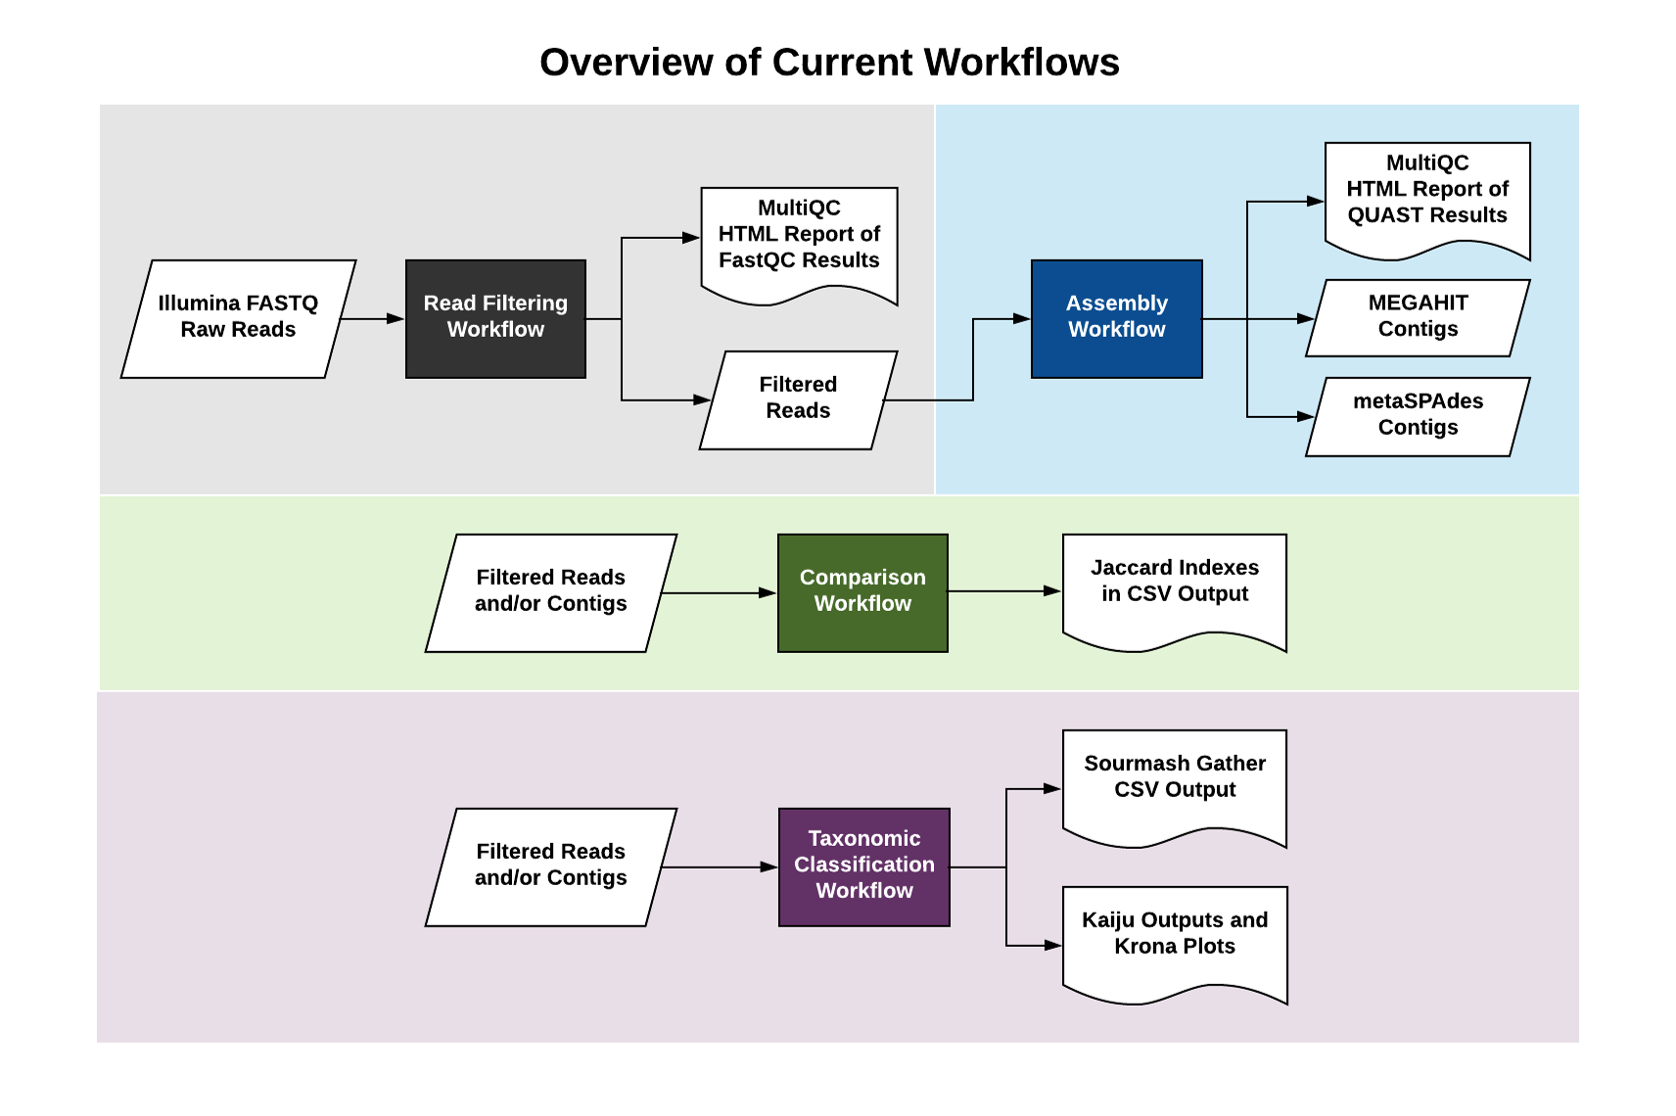 Overview of Current Workflows
Illumina FASTQ
Raw Reads
Read Filtering
Workflow
MultiQC
HTML Report of
FastQC Results
Filtered
Reads
Assembly
Workflow
MultiQC
HTML Report of
QUAST Results
MEGAHIT
Contigs
metaSPAdes
Contigs
Filtered Reads
and/or Contigs
Comparison
Workflow
Jaccard Indexes
in CSV Output
Filtered Reads
and/or Contigs
Taxonomic
Classification
Workflow
Sourmash Gather
CSV Output
Kaiju Outputs and
Krona Plots